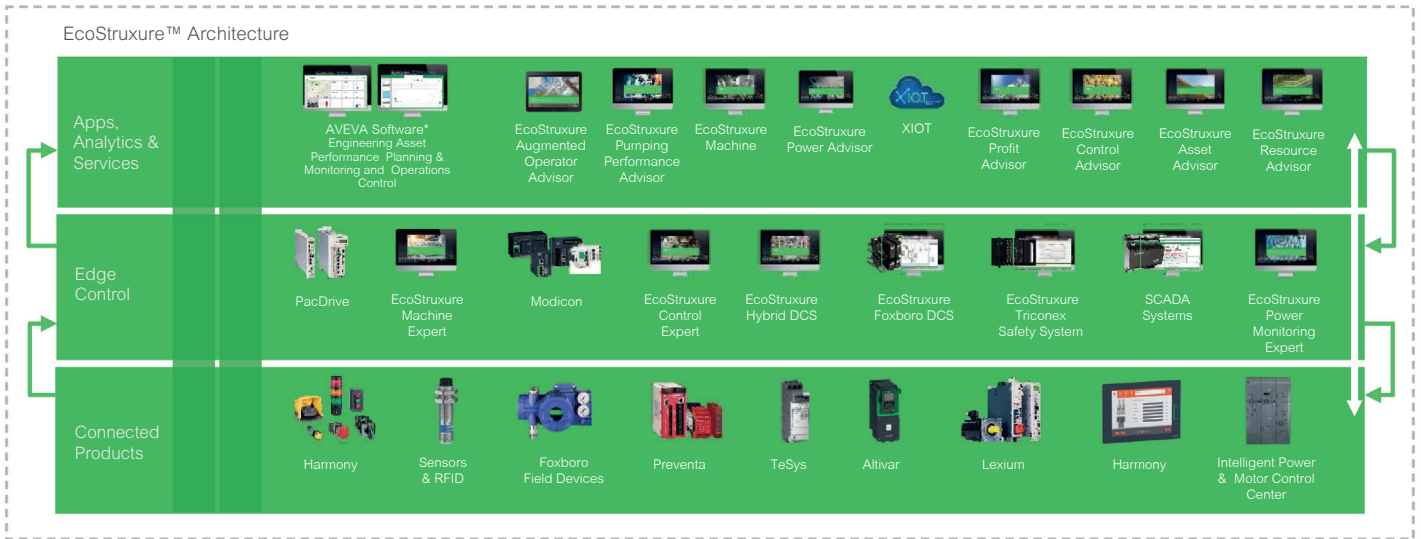 EcoStruxure™ Architecture
Apps,
Analytics &
Services
AVEVA Software*
Engineering Asset
Performance Planning &
Monitoring and Operations
Control
EcoStruxure
Augmented
Operator
Advisor
EcoStruxure
Pumping
Performance
Advisor
EcoStruxure
Machine
EcoStruxure
Power Advisor
XIOT
XIOT
EcoStruxure
Profit
Advisor
EcoStruxure
Control
Advisor
EcoStruxure
Asset
Advisor
EcoStruxure
Resource
Advisor
Edge
Control
PacDrive
EcoStruxure
Machine
Expert
Modicon
EcoStruxure
Control
Expert
EcoStruxure
Hybrid DCS
EcoStruxure
Foxboro DCS
EcoStruxure
Triconex
Safety System
SCADA
Systems
EcoStruxure
Power
Monitoring
Expert
Connected
Products
Harmony
Sensors
& RFID
Foxboro
Field Devices
Preventa
TeSys
Altivar
Lexium
Harmony
Intelligent Power
& Motor Control
Center